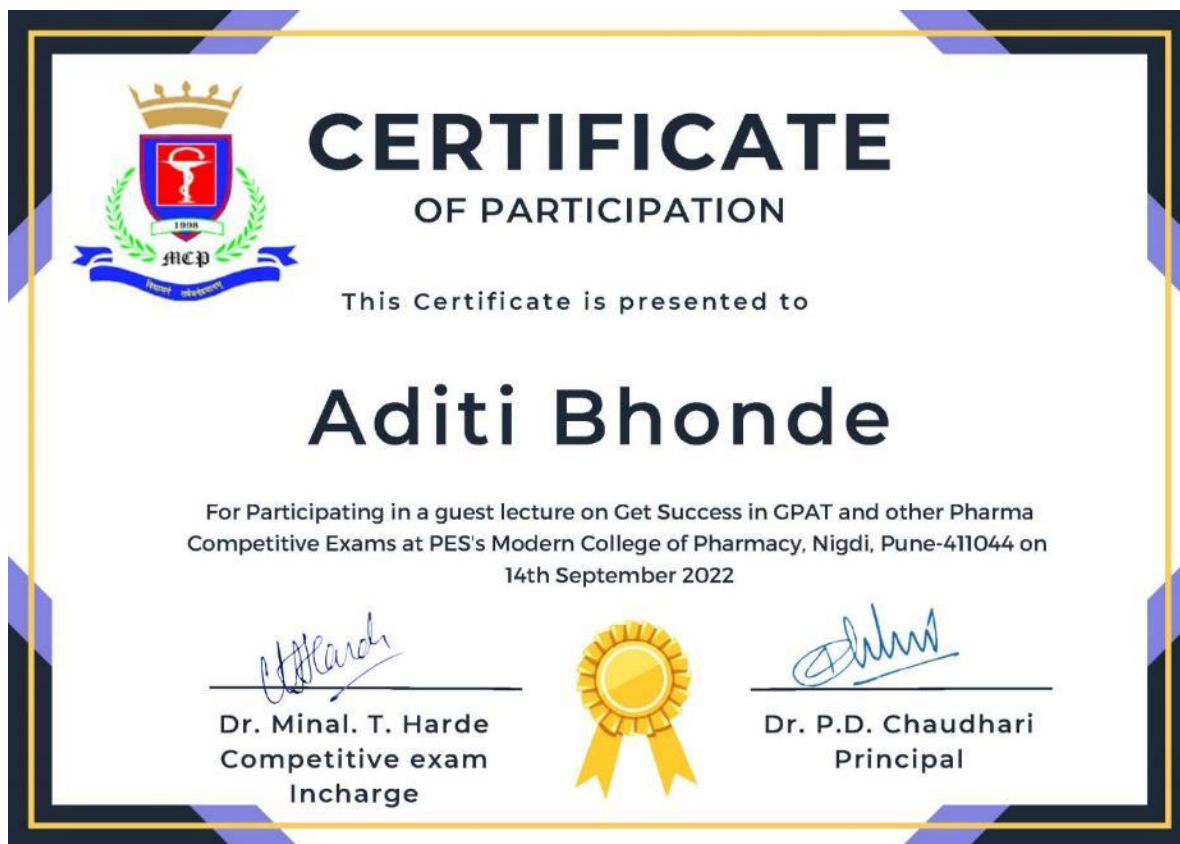 CERTIFICATE
OF PARTICIPATION
1998
MCP
This Certificate is presented to
Aditi Bhonde
For Participating in a guest lecture on Get Success in GPAT and other Pharma
Competitive Exams at PES's Modern College of Pharmacy, Nigdi, Pune-411044 on
14th September 2022
Dr. Minal. T. Harde
Competitive exam
Incharge
Dr. P.D. Chaudhari
Principal